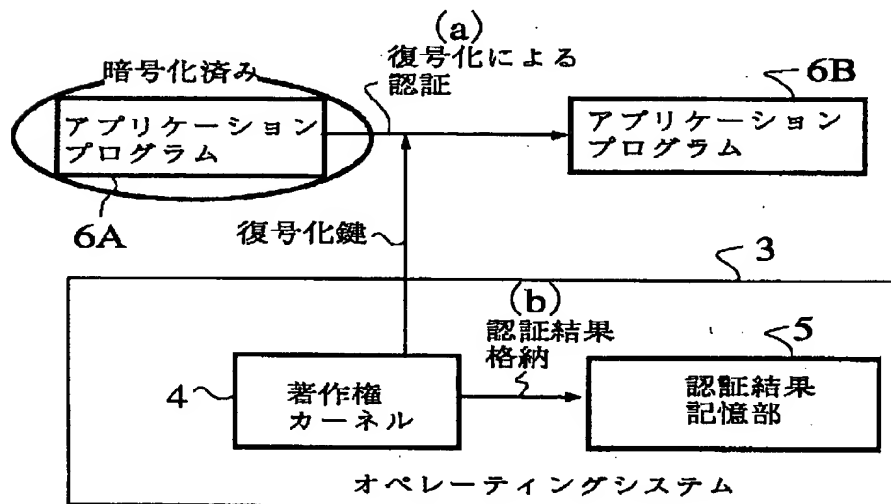 (a)
復号化による
認証
暗号化済み
アプリケーション
プログラム
6A
6B
アプリケーション
プログラム
復号化鍵
3
(b)
認証結果
格納
4
著作権
カーネル
5
認証結果
記憶部
オペレーティングシステム